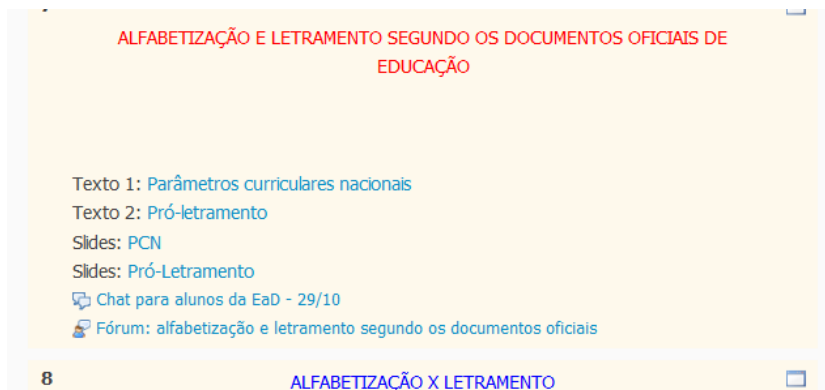 ALFABETIZAÇÃO E LETRAMENTO SEGUNDO OS DOCUMENTOS OFICIAIS DE
EDUCAÇÃO
Texto 1: Parâmetros curriculares nacionais
Texto 2: Pró-letramento
Slides: PCN
Slides: Pró-Letramento
Chat para alunos da EaD - 29/10
Fórum: alfabetização e letramento segundo os documentos oficiais
8 ALFABETIZAÇÃO X LETRAMENTO